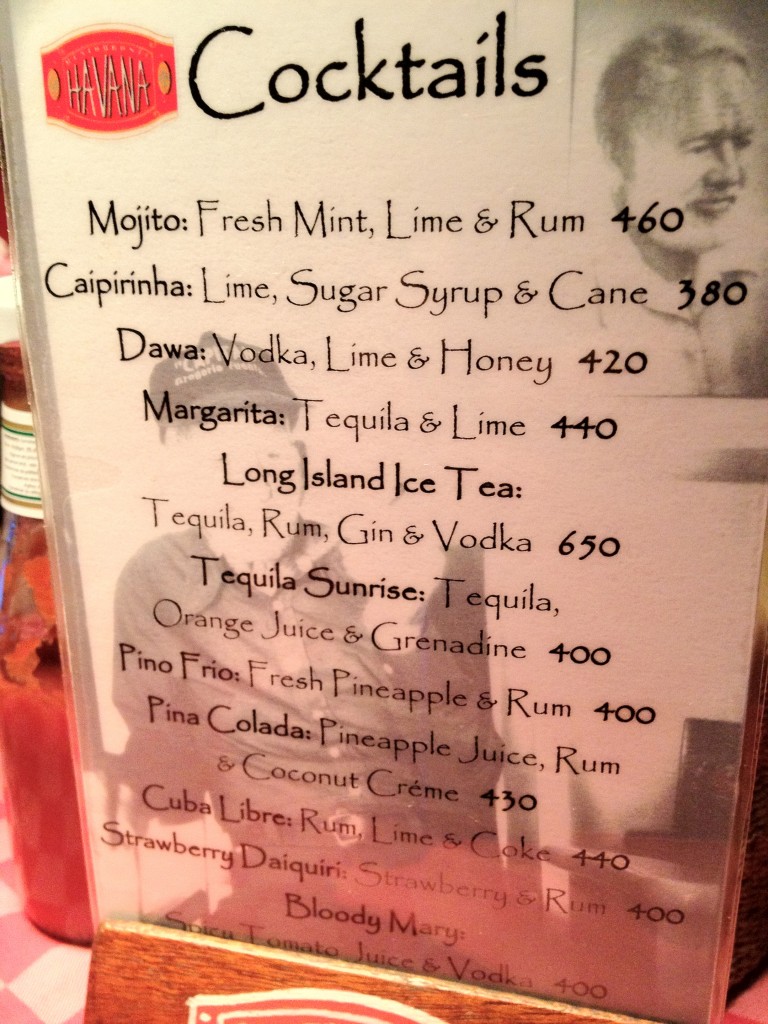 HAVANA
Cocktails
Mojito: Fresh Mint, Lime & Rum 460
Caipirinha: Lime, Sugar Syrup & Cane 380
Dawa: Vodka, Lime & Honey 420
Margarita: Tequila & Lime 440
Long Island Ice Tea:
Tequila, Rum, Gin & Vodka 650
Tequila Sunrise: Tequila,
Orange Juice & Grenadine 400
Pino Frio: Fresh Pineapple & Rum 400
Pina Colada: Pineapple Juice, Rum
& Coconut Créme 430
Cuba Libre: Rum, Lime & Coke 440
Strawberry Daiquiri: Strawberry & Rum 400
Bloody Mary:
Spicy Tomato Juice & Vodka 400